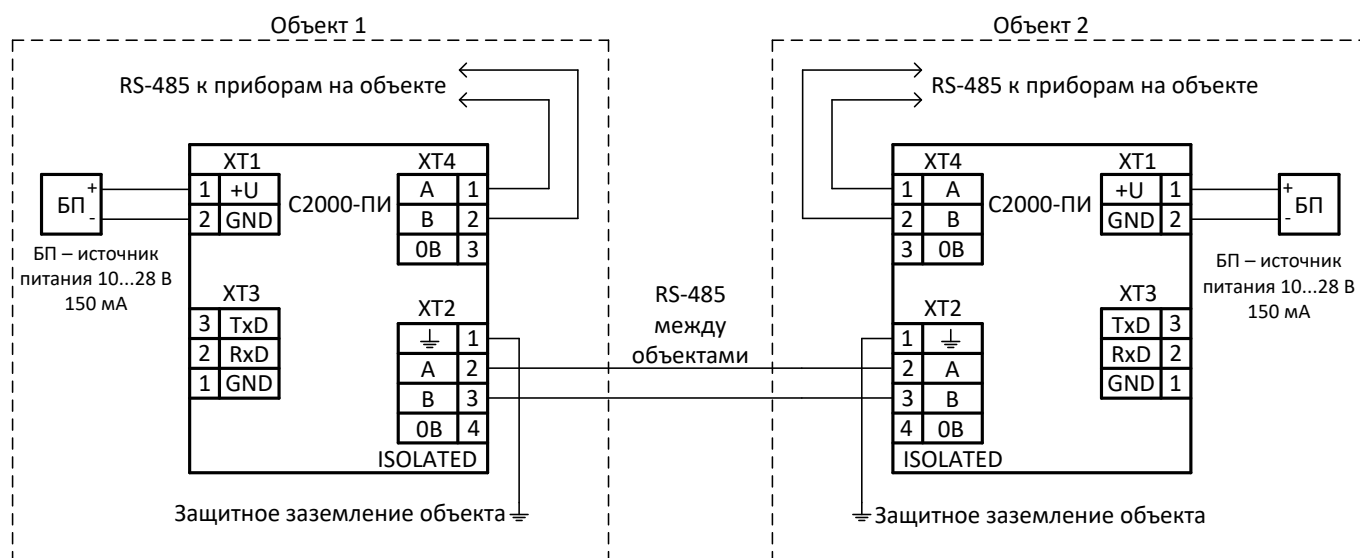 Объект 1
Объект 2
RS-485 к приборам на объекте
RS-485 к приборам на объекте
XT1
XT4
1 +U
2 GND
С2000-ПИ
A 1
B 2
0В 3
БП
+
-
БП – источник
питания 10...28 В
150 мА
XT3
3 TxD
2 RxD
1 GND
XT2
1
A 2
B 3
0В 4
ISOLATED
Защитное заземление объекта
RS-485
между
объектами
XT4
XT1
1 A
2 B
3 0В
С2000-ПИ
+U 1
GND 2
+
-
БП
БП – источник
питания 10...28 В
150 мА
XT2
1
2 A
3 B
4 0В
XT3
TxD 3
RxD 2
GND 1
ISOLATED
Защитное заземление объекта